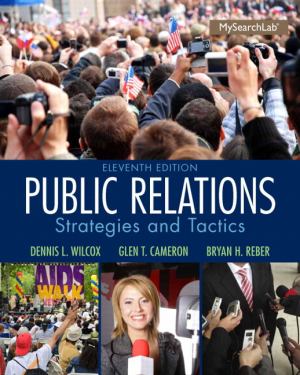 MySearchLab®
ELEVENTH EDITION
PUBLIC RELATIONS
Strategies and Tactics
DENNIS L. WILCOX GLEN T. CAMERON BRYAN H. REBER
AIDS
WALK